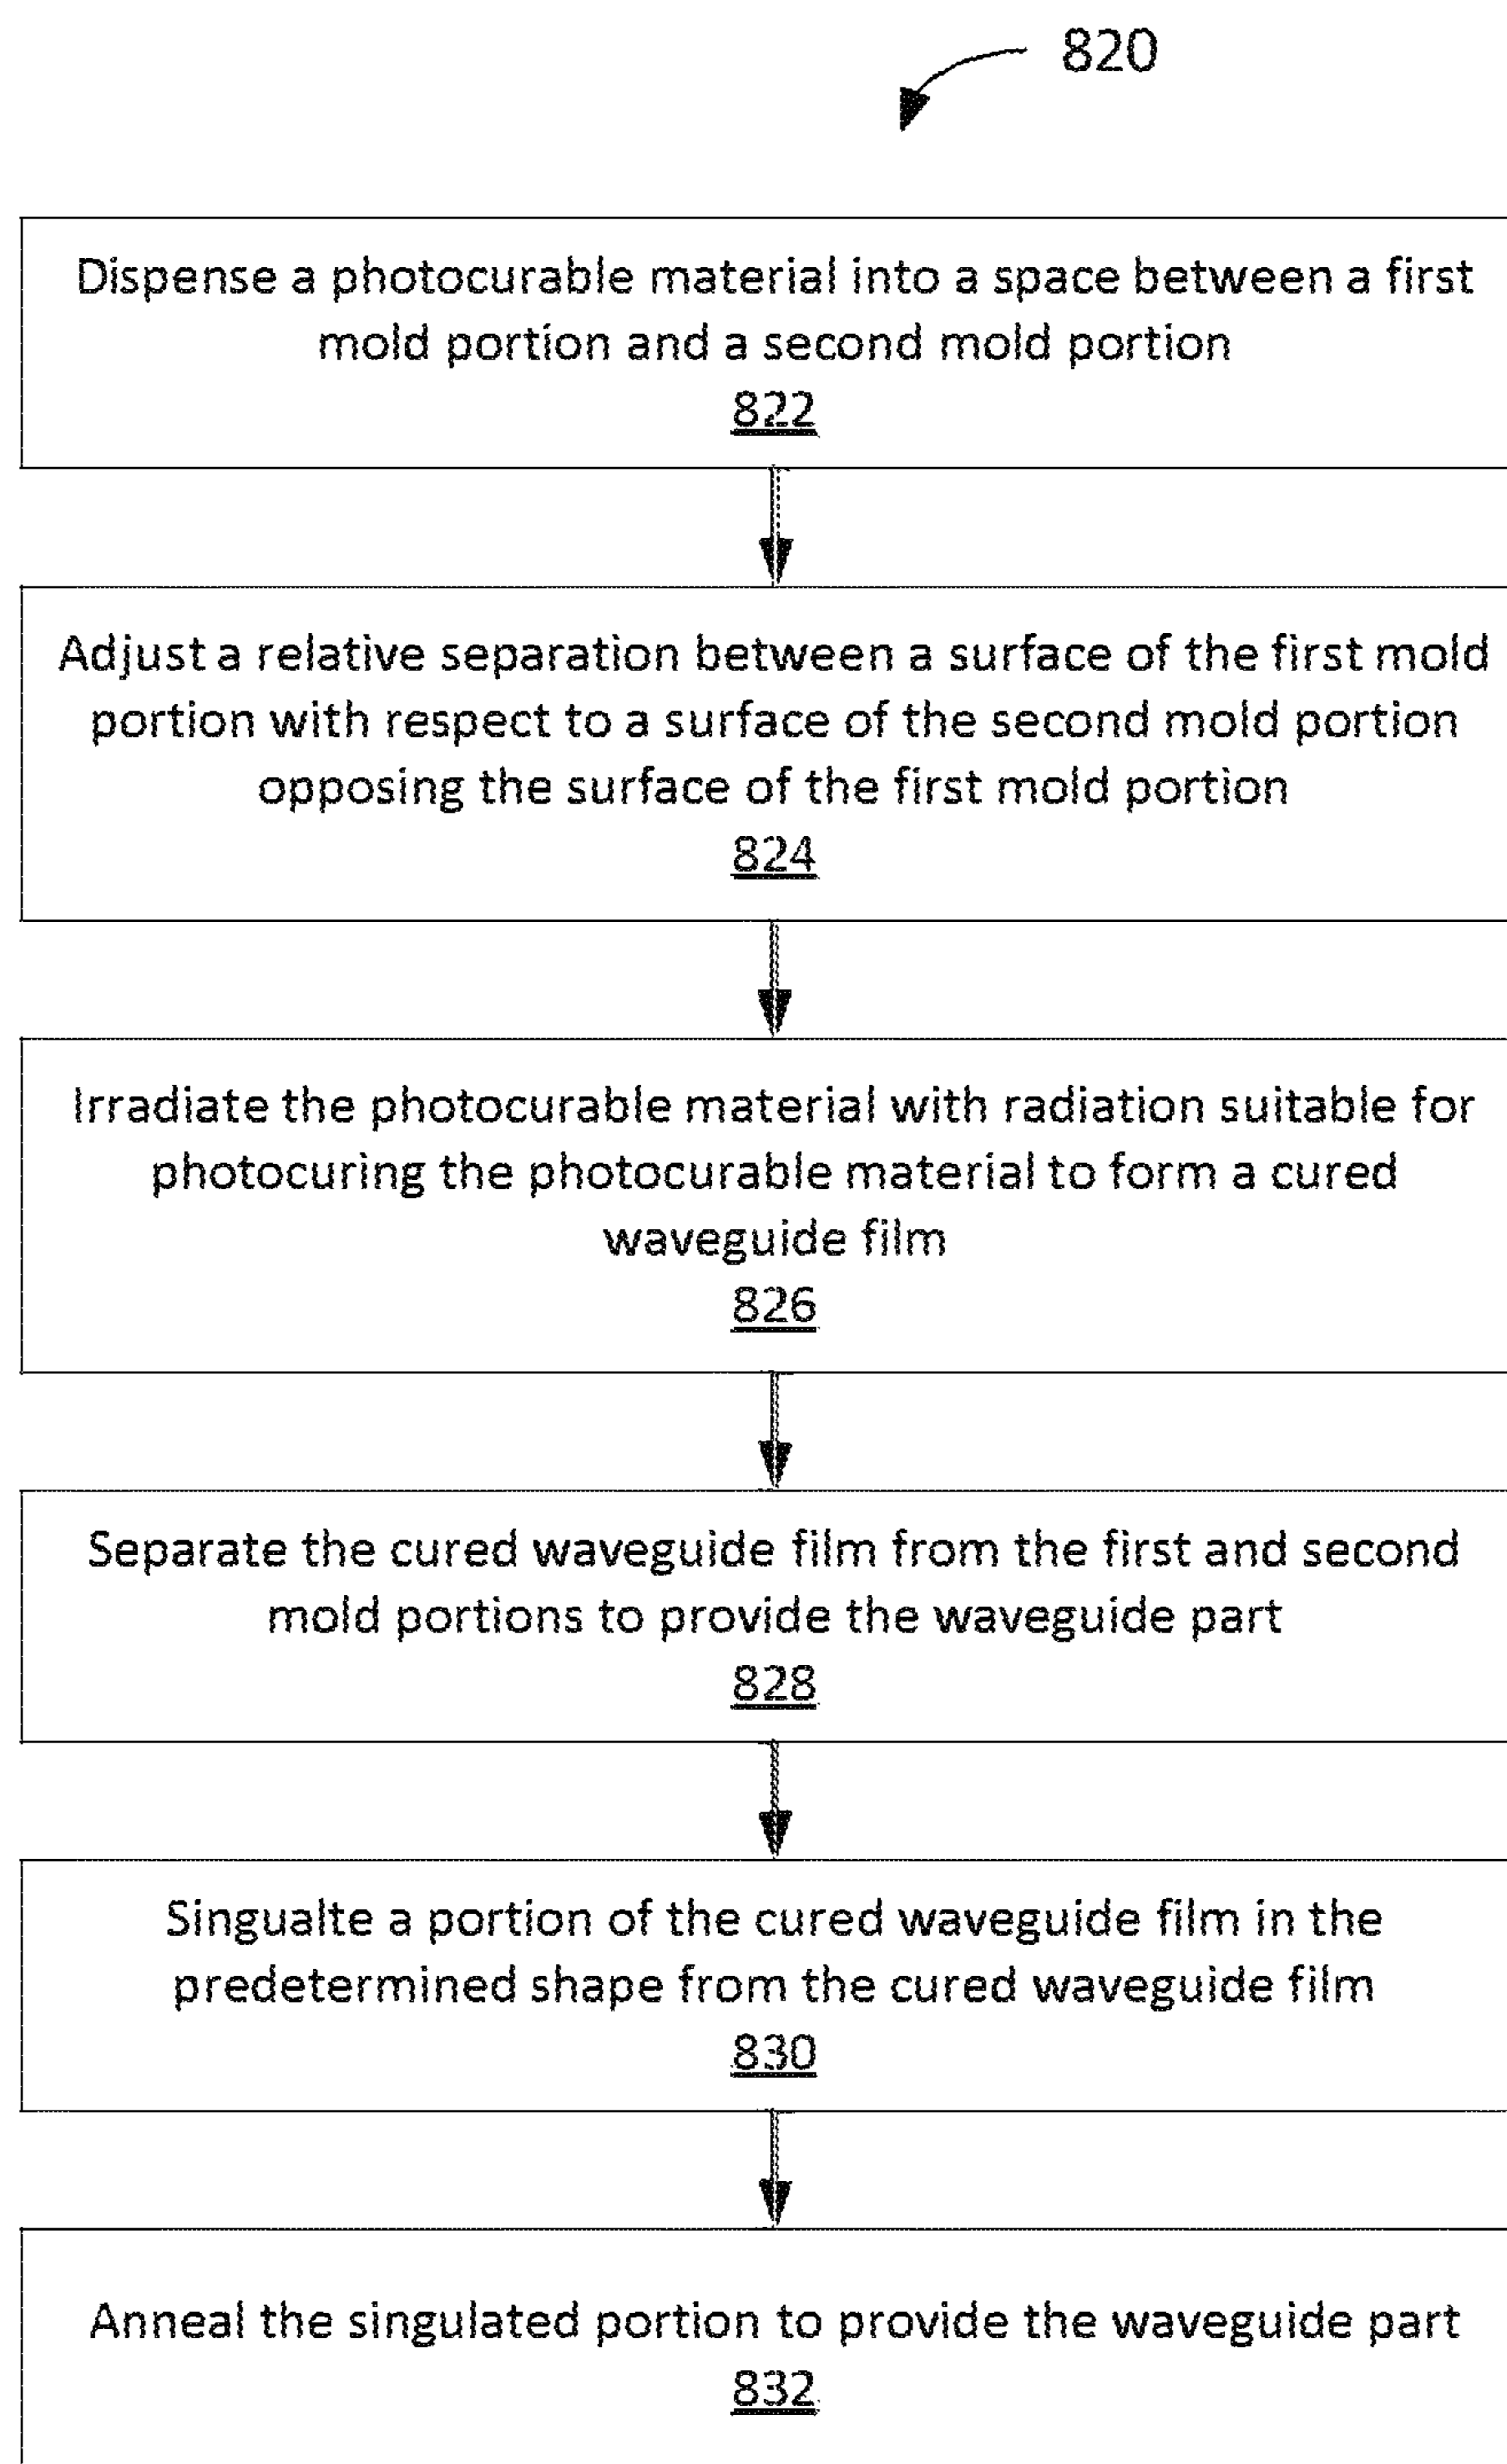 820
Dispense a photocurable material into a space between a first
mold portion and a second mold portion
822
Adjust a relative separation between a surface of the first mold
portion with respect to a surface of the second mold portion
opposing the surface of the first mold portion
824
Irradiate the photocurable material with radiation suitable for
photocuring the photocurable material to form a cured
waveguide film
826
Separate the cured waveguide film from the first and second
mold portions to provide the waveguide part
828
Singualte a portion of the cured waveguide film in the
predetermined shape from the cured waveguide film
830
Anneal the singulated portion to provide the waveguide part
832